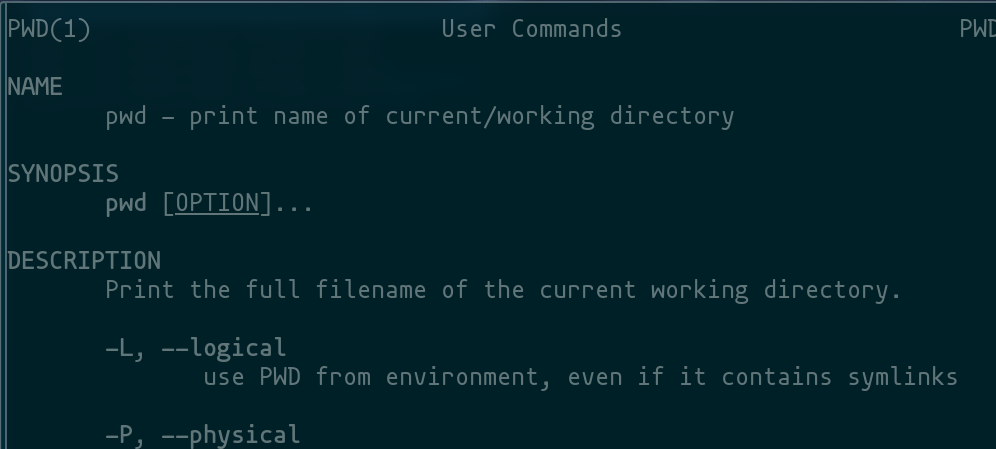 PWD(1) User Commands PWD
NAME
pwd – print name of current/working directory
SYNOPSIS
pwd [OPTION]...
DESCRIPTION
Print the full filename of the current working directory.
–L, ––logical
use PWD from environment, even if it contains symlinks
–P, ––physical